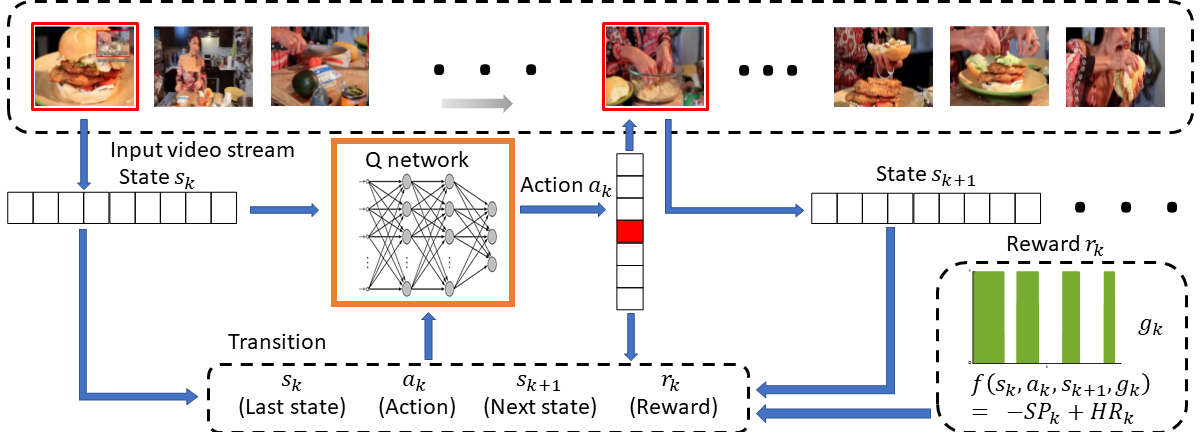 Input video stream
State s_k
Q network
Action a_k
State s_{k+1}
Reward r_k
g_k
f(s_k, a_k, s_{k+1}, g_k)
= -SP_k + HR_k
Transition
s_k a_k s_{k+1} r_k
(Last state) (Action) (Next state) (Reward)